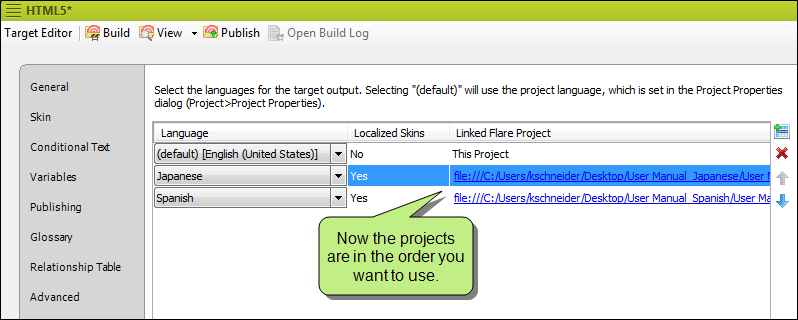 HTML5*
Target Editor Build View Publish Open Build Log
General
Skin
Conditional Text
Variables
Publishing
Glossary
Relationship Table
Advanced
Select the languages for the target output. Selecting "(default)" will use the project language, which is set in the Project Properties
dialog (Project>Project Properties).
Language Localized Skins Linked Flare Project
(default) [English (United States)] No This Project
Japanese Yes file:///C:/Users/kschneider/Desktop/User Manual_Japanese/User M
Spanish Yes file:///C:/Users/kschneider/Desktop/User Manual_Spanish/User Ma
Now the projects
are in the order you
want to use.